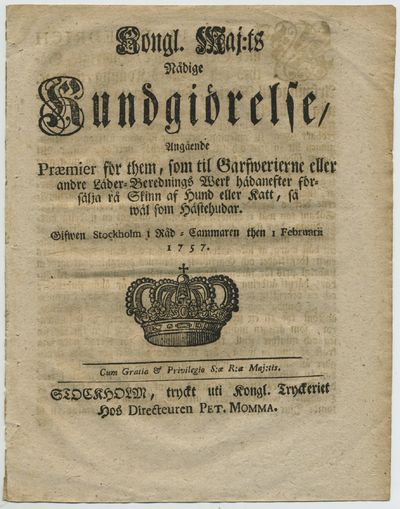 Kongl. Maj:ts
Nådige
Kundgiörelse,
Angående
Præmier för them, som til Garfwerierne eller
andre Läder-Berednings Werk hädanefter för-
sälja rå Skinn af Hund eller Katt, så
wäl som Hästehudar.
Gifwen Stockholm i Råd-Cammaren then 1 Februarii
1757.
Cum Gratia & Privilegio S:æ R:æ Maj:tis.
STOCKHOLM, tryckt uti Kongl. Tryckeriet
Hos Directeuren PET. MOMMA.